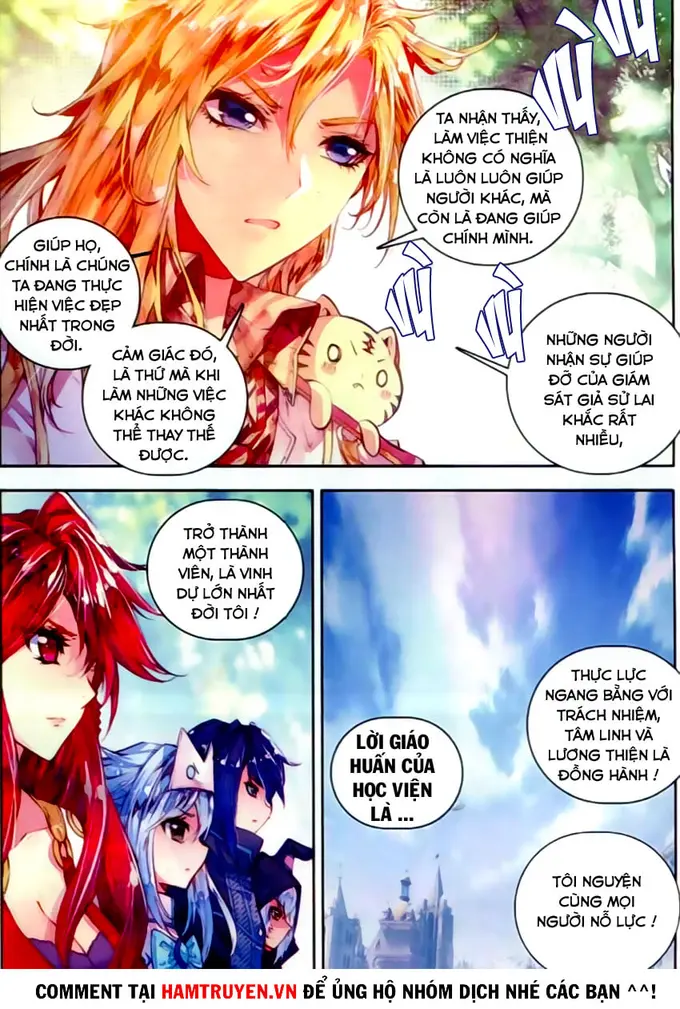 VÙ
VÙ
TA NHẬN THẤY,
LÀM VIỆC THIỆN
KHÔNG CÓ NGHĨA
LÀ LUÔN LUÔN GIÚP
NGƯỜI KHÁC, MÀ
CÒN LÀ ĐANG GIÚP
CHÍNH MÌNH.
GIÚP HỌ,
CHÍNH LÀ CHÚNG
TA ĐANG THỰC
HIỆN VIỆC ĐẸP
NHẤT TRONG
ĐỜI.
CẢM GIÁC ĐÓ,
LÀ THỨ MÀ KHI
LÀM NHỮNG VIỆC
KHÁC KHÔNG
THỂ THAY THẾ
ĐƯỢC.
VÙ
VÙ
NHỮNG NGƯỜI
NHẬN SỰ GIÚP
ĐỠ CỦA GIÁM
SÁT GIẢ SỬ LAI
KHẮC RẤT
NHIỀU,
TRỞ THÀNH
MỘT THÀNH
VIÊN, LÀ VINH
DỰ LỚN NHẤT
ĐỜI TÔI !
LỜI GIÁO
HUẤN CỦA
HỌC VIỆN
LÀ ...
THỰC LỰC
NGANG BẰNG VỚI
TRÁCH NHIỆM,
TÂM LINH VÀ
LƯƠNG THIỆN LÀ
ĐỒNG HÀNH !
TÔI NGUYỆN
CÙNG MỌI
NGƯỜI NỖ LỰC !
COMMENT TẠI HAMTRUYEN.VN ĐỂ ỦNG HỘ NHÓM DỊCH NHÉ CÁC BẠN ^^!